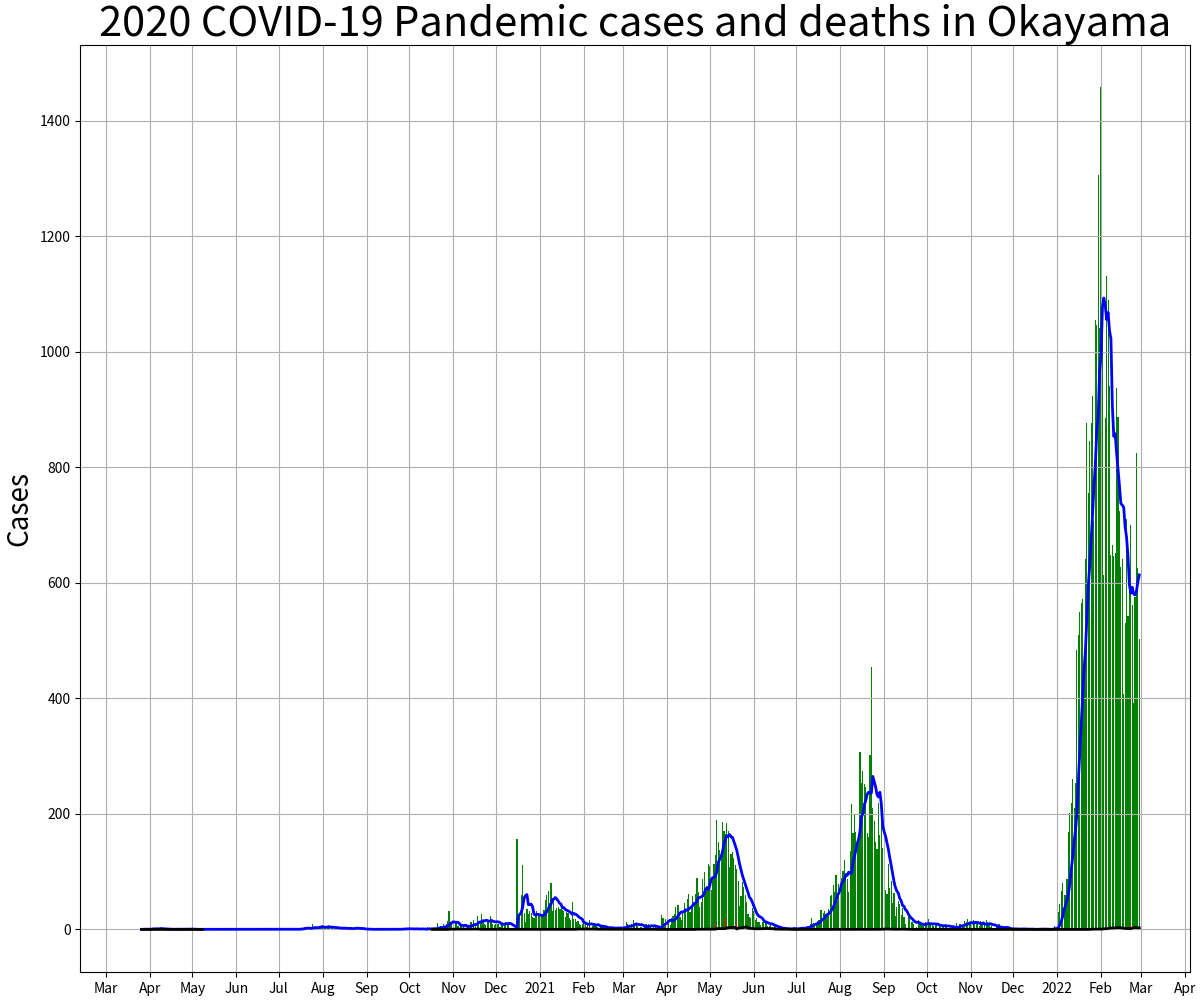 2020 COVID-19 Pandemic cases and deaths in Okayama
Cases
1400
1200
1000
800
600
400
200
0
Mar Apr May Jun Jul Aug Sep Oct Nov Dec 2021 Feb Mar Apr May Jun Jul Aug Sep Oct Nov Dec 2022 Feb Mar Apr